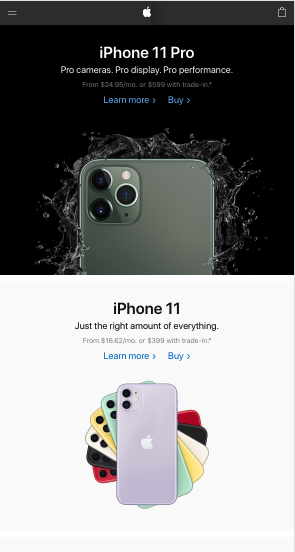 iPhone 11 Pro
Pro cameras. Pro display. Pro performance.
From $24.95/mo. or $599 with trade-in.*
Learn more > Buy >
iPhone 11
Just the right amount of everything.
From $16.62/mo. or $399 with trade-in.*
Learn more > Buy >